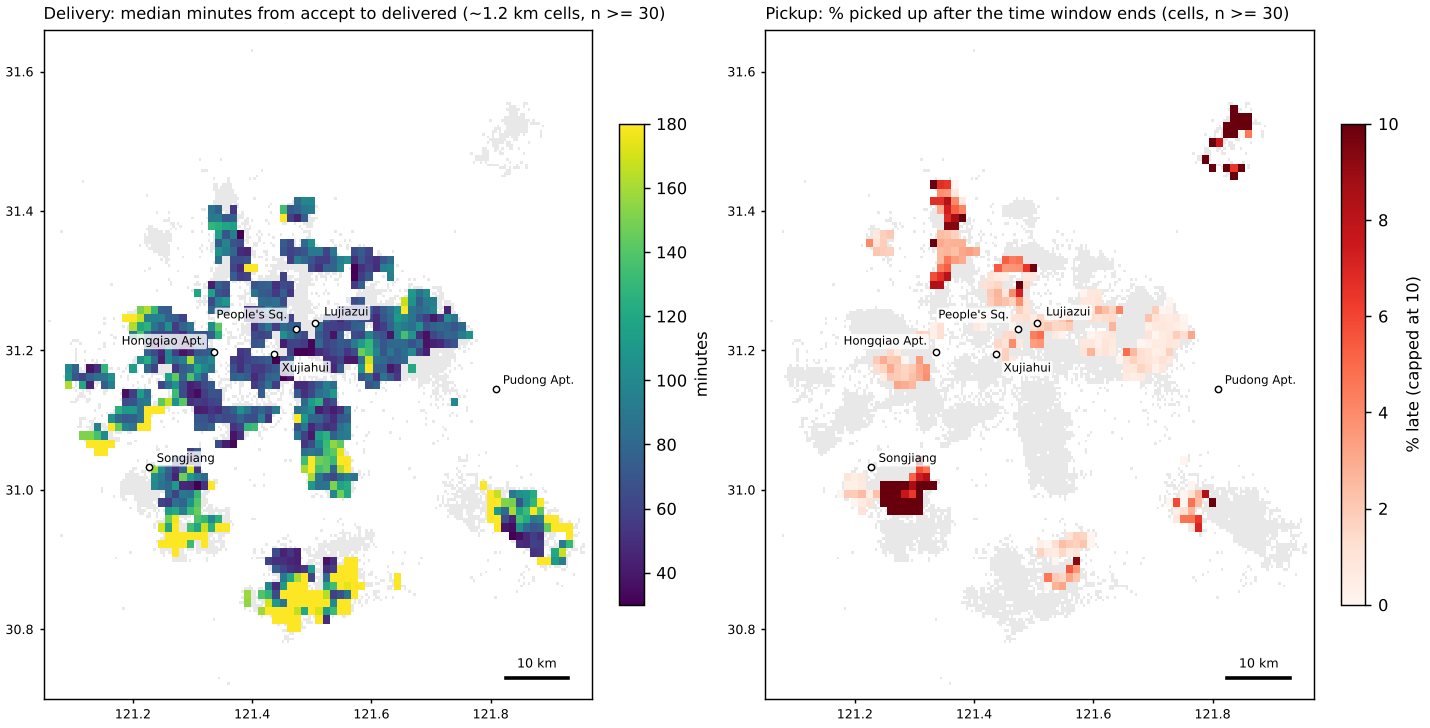 Delivery: median minutes from accept to delivered (~1.2 km cells, n >= 30)
31.6
31.4
31.2
31.0
30.8
121.2
121.4
121.6
121.8
People's Sq.
Lujiazui
Hongqiao Apt.
Xujiahui
Pudong Apt.
Songjiang
10 km
180
160
140
120
100
80
60
40
minutes
Pickup: % picked up after the time window ends (cells, n >= 30)
31.6
31.4
31.2
31.0
30.8
121.2
121.4
121.6
121.8
People's Sq.
Lujiazui
Hongqiao Apt.
Xujiahui
Pudong Apt.
Songjiang
10 km
10
8
6
4
2
0
% late (capped at 10)